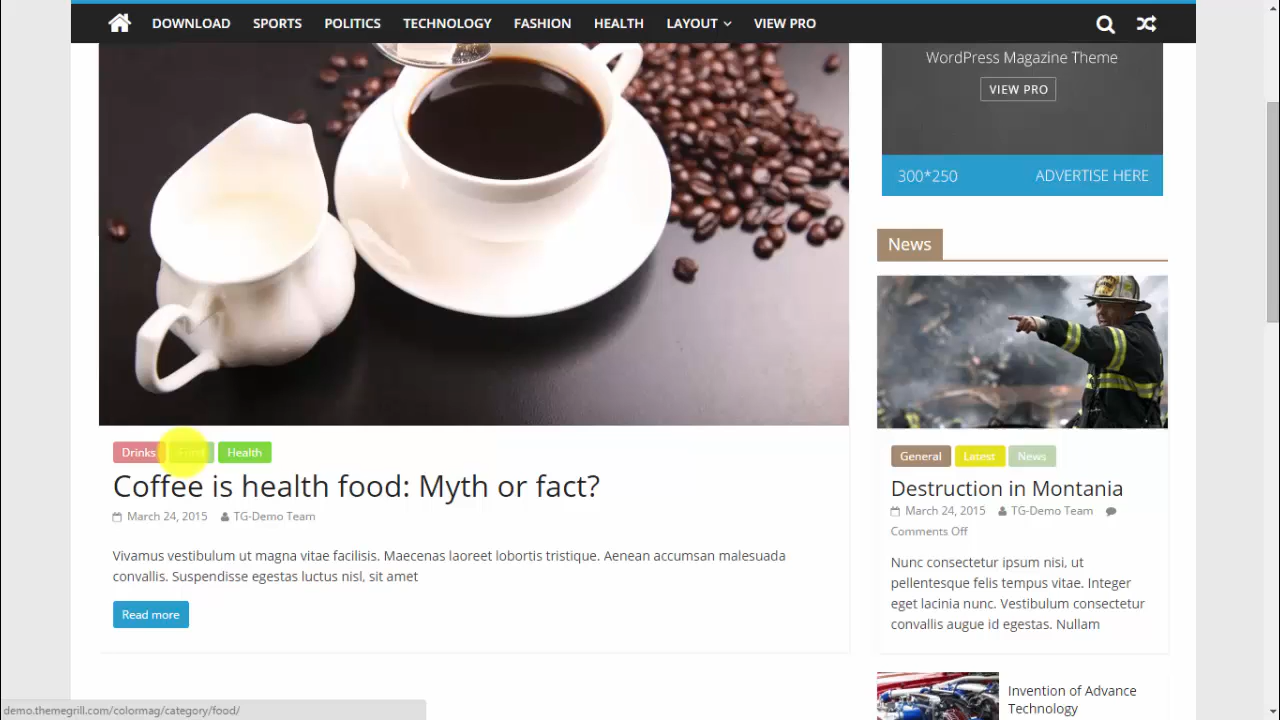 DOWNLOAD SPORTS POLITICS TECHNOLOGY FASHION HEALTH LAYOUT VIEW PRO
WordPress Magazine Theme
VIEW PRO
300*250 ADVERTISE HERE
News
Drinks Food Health
Coffee is health food: Myth or fact?
March 24, 2015 TG-Demo Team
Vivamus vestibulum ut magna vitae facilisis. Maecenas laoreet lobortis tristique. Aenean accumsan malesuada
convallis. Suspendisse egestas luctus nisl, sit amet
Read more
General Latest News
Destruction in Montania
March 24, 2015 TG-Demo Team
Comments Off
Nunc consectetur ipsum nisi, ut
pellentesque felis tempus vitae. Integer
eget lacinia nunc. Vestibulum consectetur
convallis augue id egestas. Nullam
Invention of Advance
Technology
demo.themegrill.com/colormag/category/food/